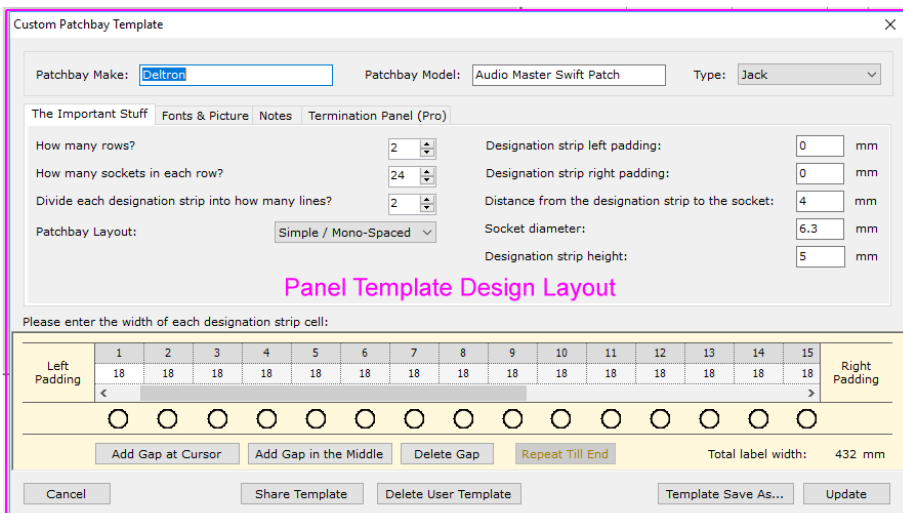 Custom Patchbay Template
Patchbay Make: Deltron Patchbay Model: Audio Master Swift Patch Type: Jack
The Important Stuff Fonts & Picture Notes Termination Panel (Pro)
How many rows? 2 Designation strip left padding: 0 mm
How many sockets in each row? 24 Designation strip right padding: 0 mm
Divide each designation strip into how many lines? 2 Distance from the designation strip to the socket: 4 mm
Patchbay Layout: Simple / Mono-Spaced Socket diameter: 6.3 mm
Designation strip height: 5 mm
Panel Template Design Layout
Please enter the width of each designation strip cell:
Left Padding 1 2 3 4 5 6 7 8 9 10 11 12 13 14 15 Right Padding
18 18 18 18 18 18 18 18 18 18 18 18 18 18 18
Add Gap at Cursor Add Gap in the Middle Delete Gap Repeat Till End Total label width: 432 mm
Cancel Share Template Delete User Template Template Save As... Update